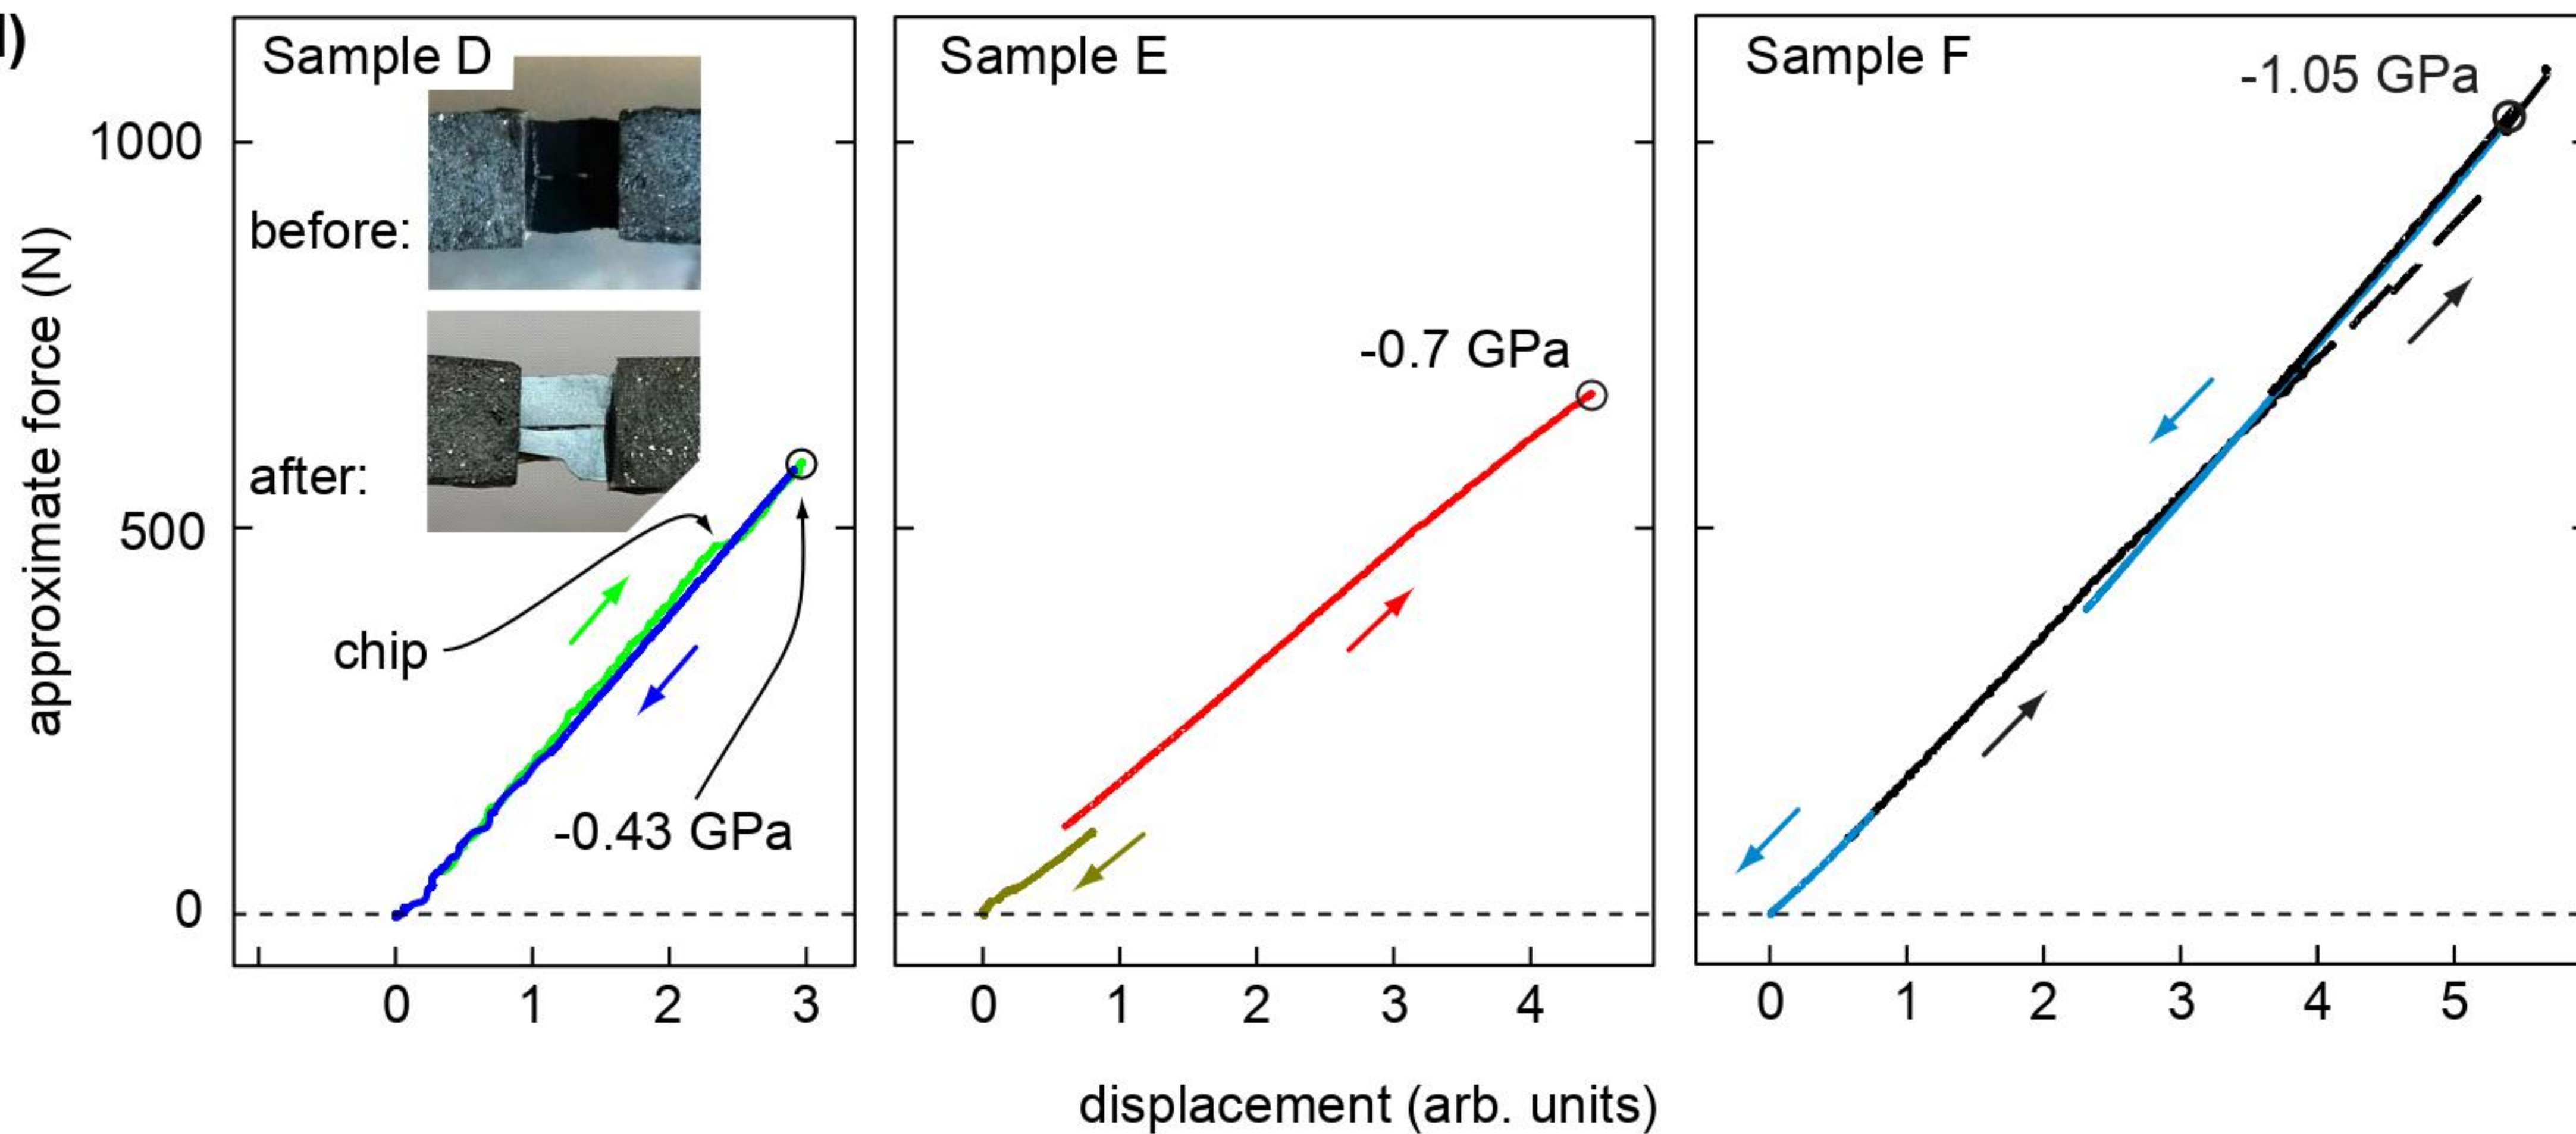 Sample D
before:
after:
chip
-0.43 GPa
Sample E
-0.7 GPa
Sample F
-1.05 GPa
approximate force (N)
1000
500
0
0 1 2 3
0 1 2 3 4
0 1 2 3 4 5
displacement (arb. units)